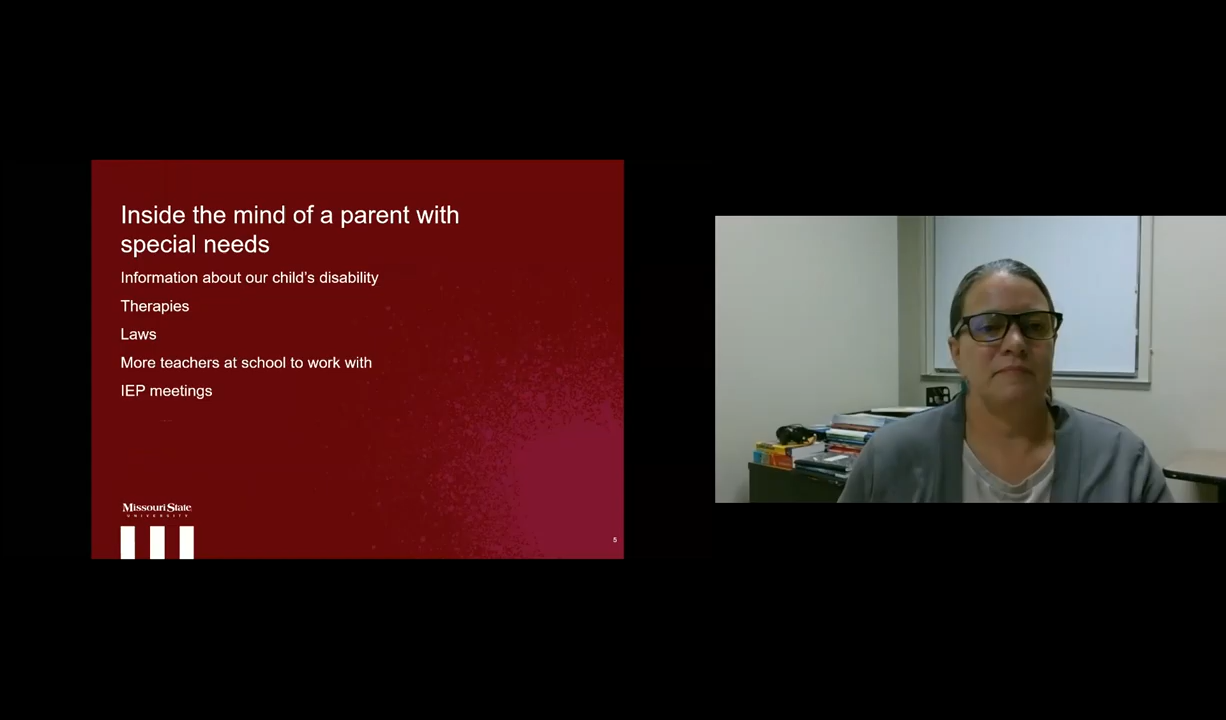 Inside the mind of a parent with
special needs
Information about our child’s disability
Therapies
Laws
More teachers at school to work with
IEP meetings
Missouri State
UNIVERSITY
5